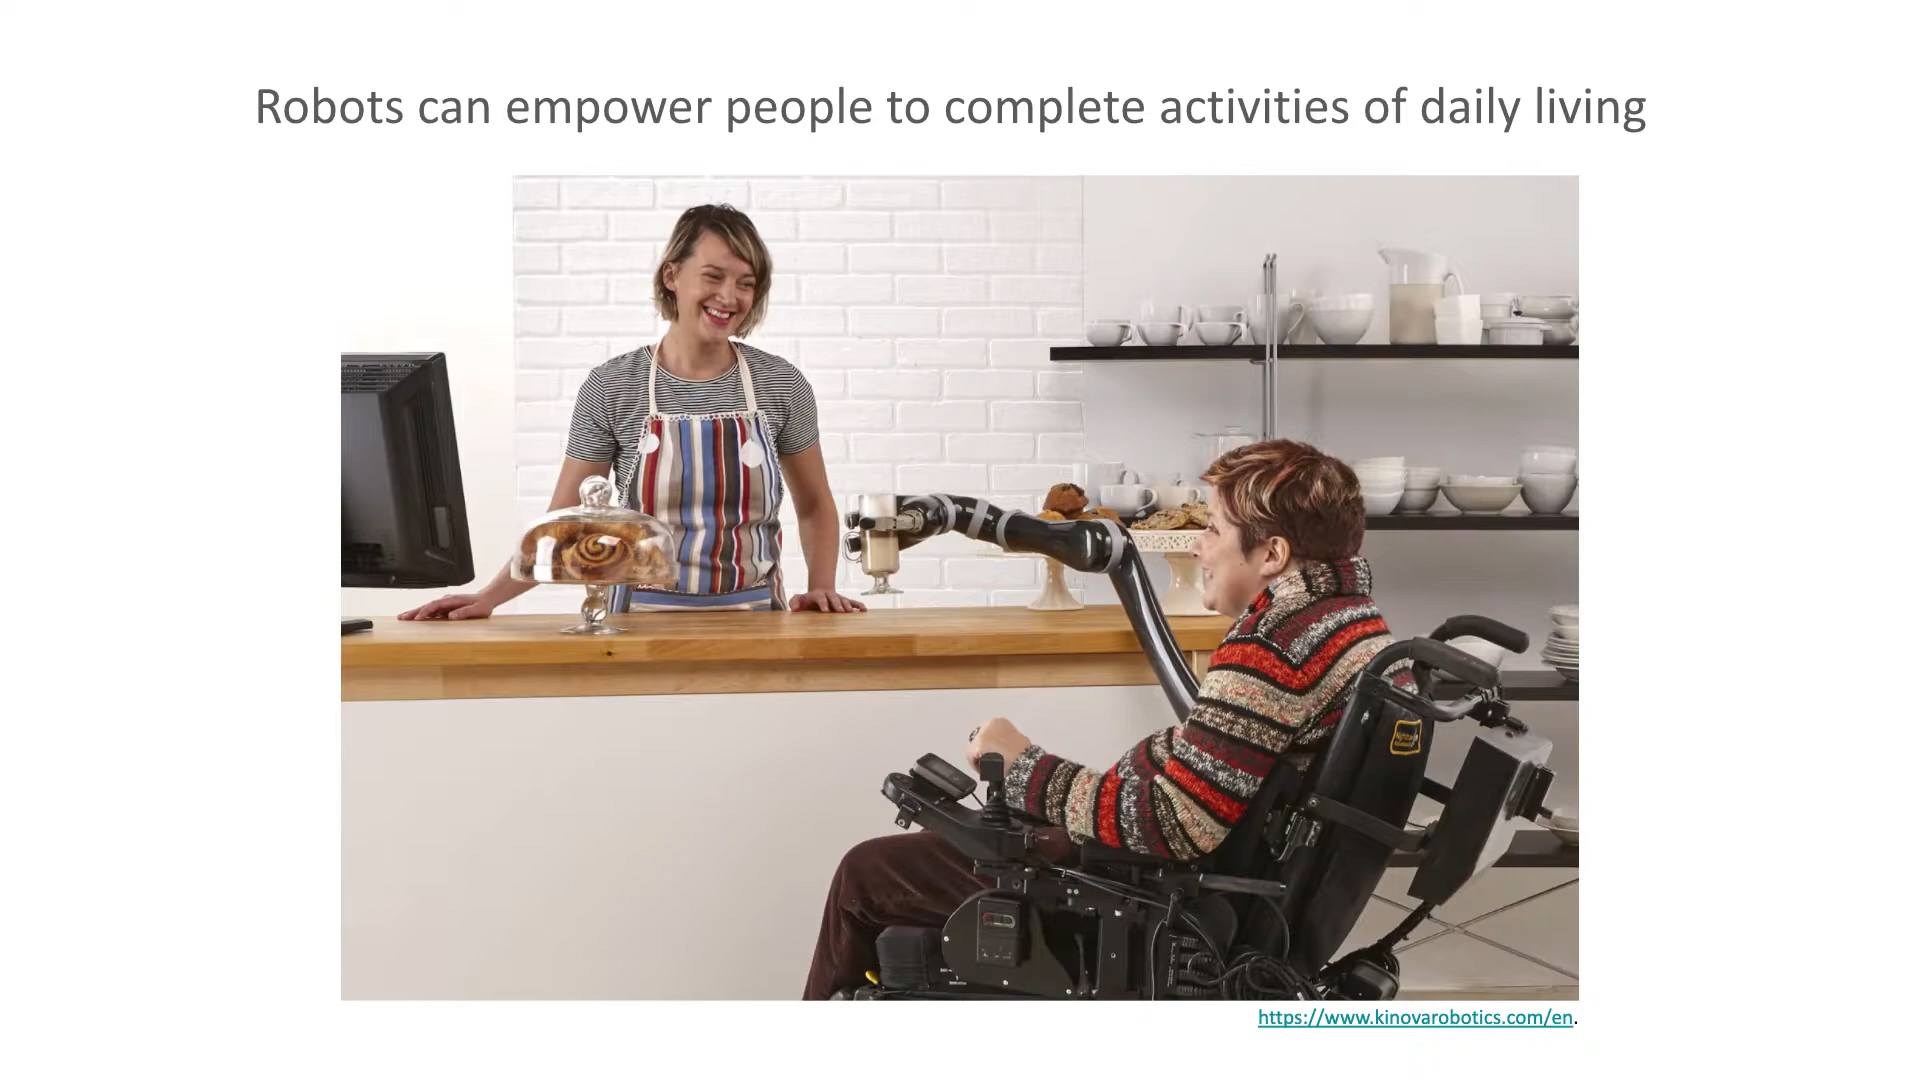 Robots can empower people to complete activities of daily living
https://www.kinovarobotics.com/en.